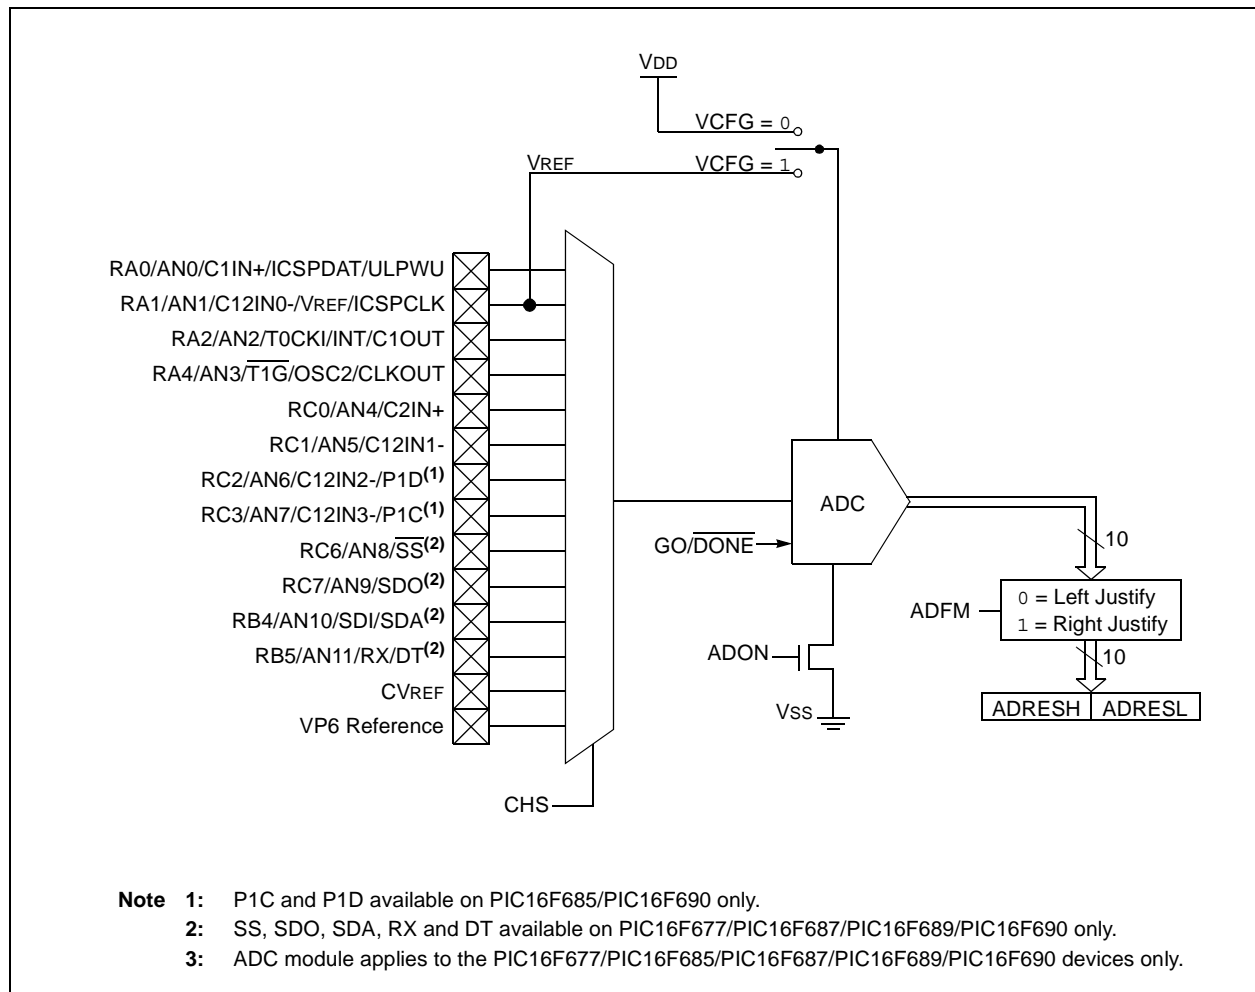 VDD
VCFG = 0
VREF
VCFG = 1
RA0/AN0/C1IN+/ICSPDAT/ULPWU
RA1/AN1/C12IN0-/VREF/ICSPCLK
RA2/AN2/T0CKI/INT/C1OUT
RA4/AN3/T1G/OSC2/CLKOUT
RC0/AN4/C2IN+
RC1/AN5/C12IN1-
RC2/AN6/C12IN2-/P1D(1)
RC3/AN7/C12IN3-/P1C(1)
RC6/AN8/SS(2)
RC7/AN9/SDO(2)
RB4/AN10/SDI/SDA(2)
RB5/AN11/RX/DT(2)
CVREF
VP6 Reference
CHS
ADC
GO/DONE
ADON
VSS
10
ADFM
0 = Left Justify
1 = Right Justify
10
ADRESH ADRESL
Note 1: P1C and P1D available on PIC16F685/PIC16F690 only.
2: SS, SDO, SDA, RX and DT available on PIC16F677/PIC16F687/PIC16F689/PIC16F690 only.
3: ADC module applies to the PIC16F677/PIC16F685/PIC16F687/PIC16F689/PIC16F690 devices only.